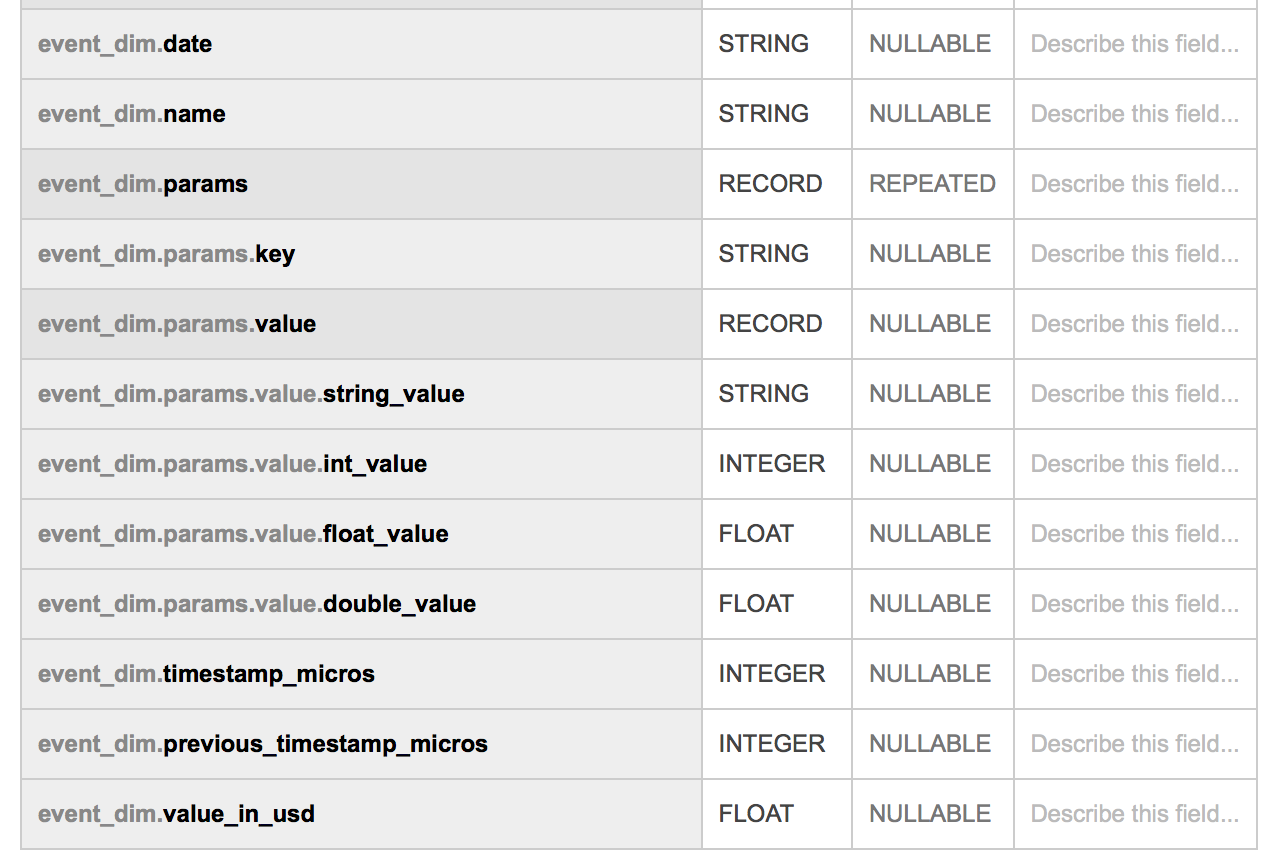 event_dim.date STRING NULLABLE Describe this field...
event_dim.name STRING NULLABLE Describe this field...
event_dim.params RECORD REPEATED Describe this field...
event_dim.params.key STRING NULLABLE Describe this field...
event_dim.params.value RECORD NULLABLE Describe this field...
event_dim.params.value.string_value STRING NULLABLE Describe this field...
event_dim.params.value.int_value INTEGER NULLABLE Describe this field...
event_dim.params.value.float_value FLOAT NULLABLE Describe this field...
event_dim.params.value.double_value FLOAT NULLABLE Describe this field...
event_dim.timestamp_micros INTEGER NULLABLE Describe this field...
event_dim.previous_timestamp_micros INTEGER NULLABLE Describe this field...
event_dim.value_in_usd FLOAT NULLABLE Describe this field...